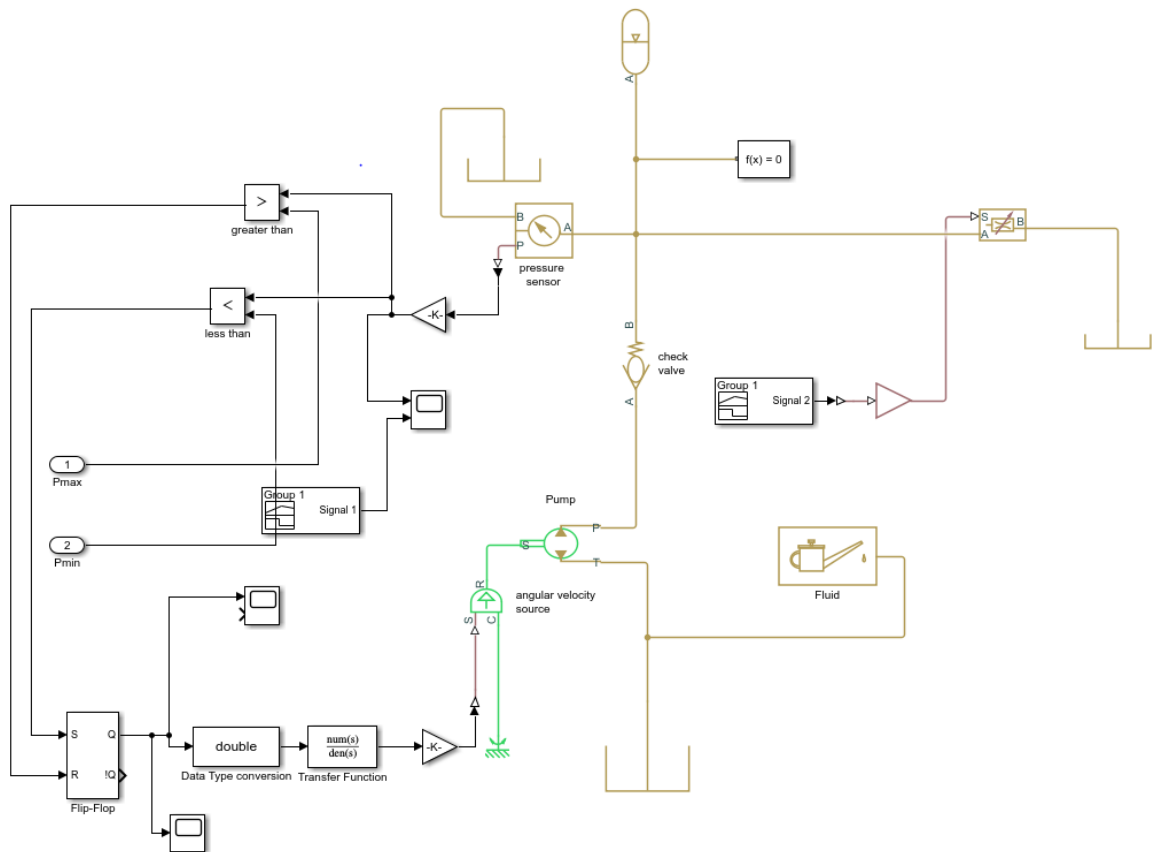 A
f(x) = 0
>
greater than
B
A
P
pressure
sensor
S
A
B
<
less than
-K-
B
check
valve
A
Group 1
Signal 2
1
Pmax
Group 1
Signal 1
2
Pmin
Pump
P
S
T
Fluid
R
angular velocity
source
S
C
S
Q
R
!Q
Flip-Flop
double
Data Type conversion
num(s)
den(s)
Transfer Function
-K-